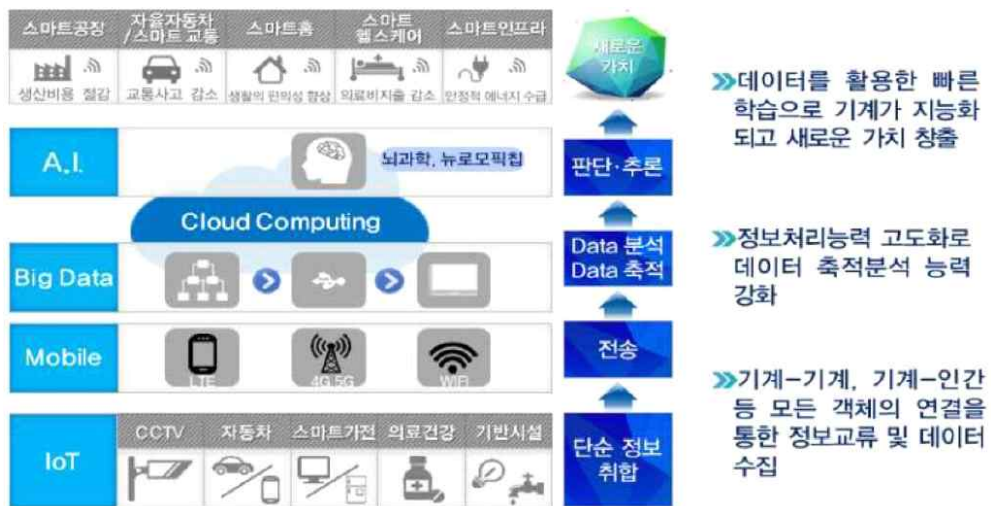 스마트공장
자율자동차
/스마트 교통
스마트홈
스마트
헬스케어
스마트인프라
생산비용 절감
교통사고 감소
생활의 편의성 향상
의료비지출 감소
안정적 에너지 수급
새로운
가치
A.I.
뇌과학, 뉴로모픽칩
판단·추론
Cloud Computing
Big Data
Data 분석
Data 축적
Mobile
LTE
4G,5G
WIFI
전송
IoT
CCTV
자동차
스마트가전
의료건강
기반시설
단순 정보
취합
데이터를 활용한 빠른
학습으로 기계가 지능화
되고 새로운 가치 창출
정보처리능력 고도화로
데이터 축적분석 능력
강화
기계-기계, 기계-인간
등 모든 객체의 연결을
통한 정보교류 및 데이터
수집